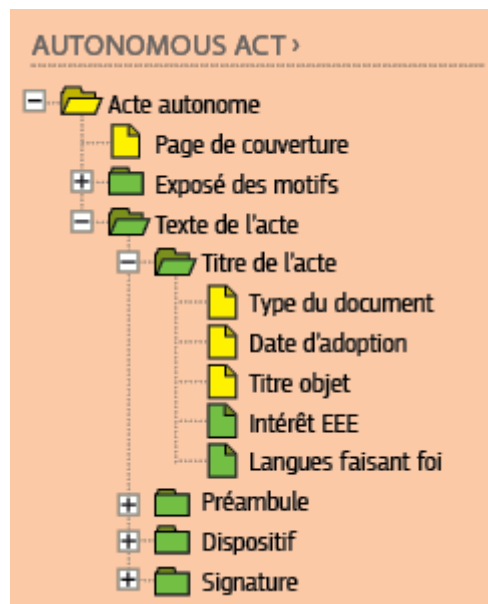 AUTONOMOUS ACT ›
Acte autonome
Page de couverture
Exposé des motifs
Texte de l'acte
Titre de l'acte
Type du document
Date d'adoption
Titre objet
Intérêt EEE
Langues faisant foi
Préambule
Dispositif
Signature